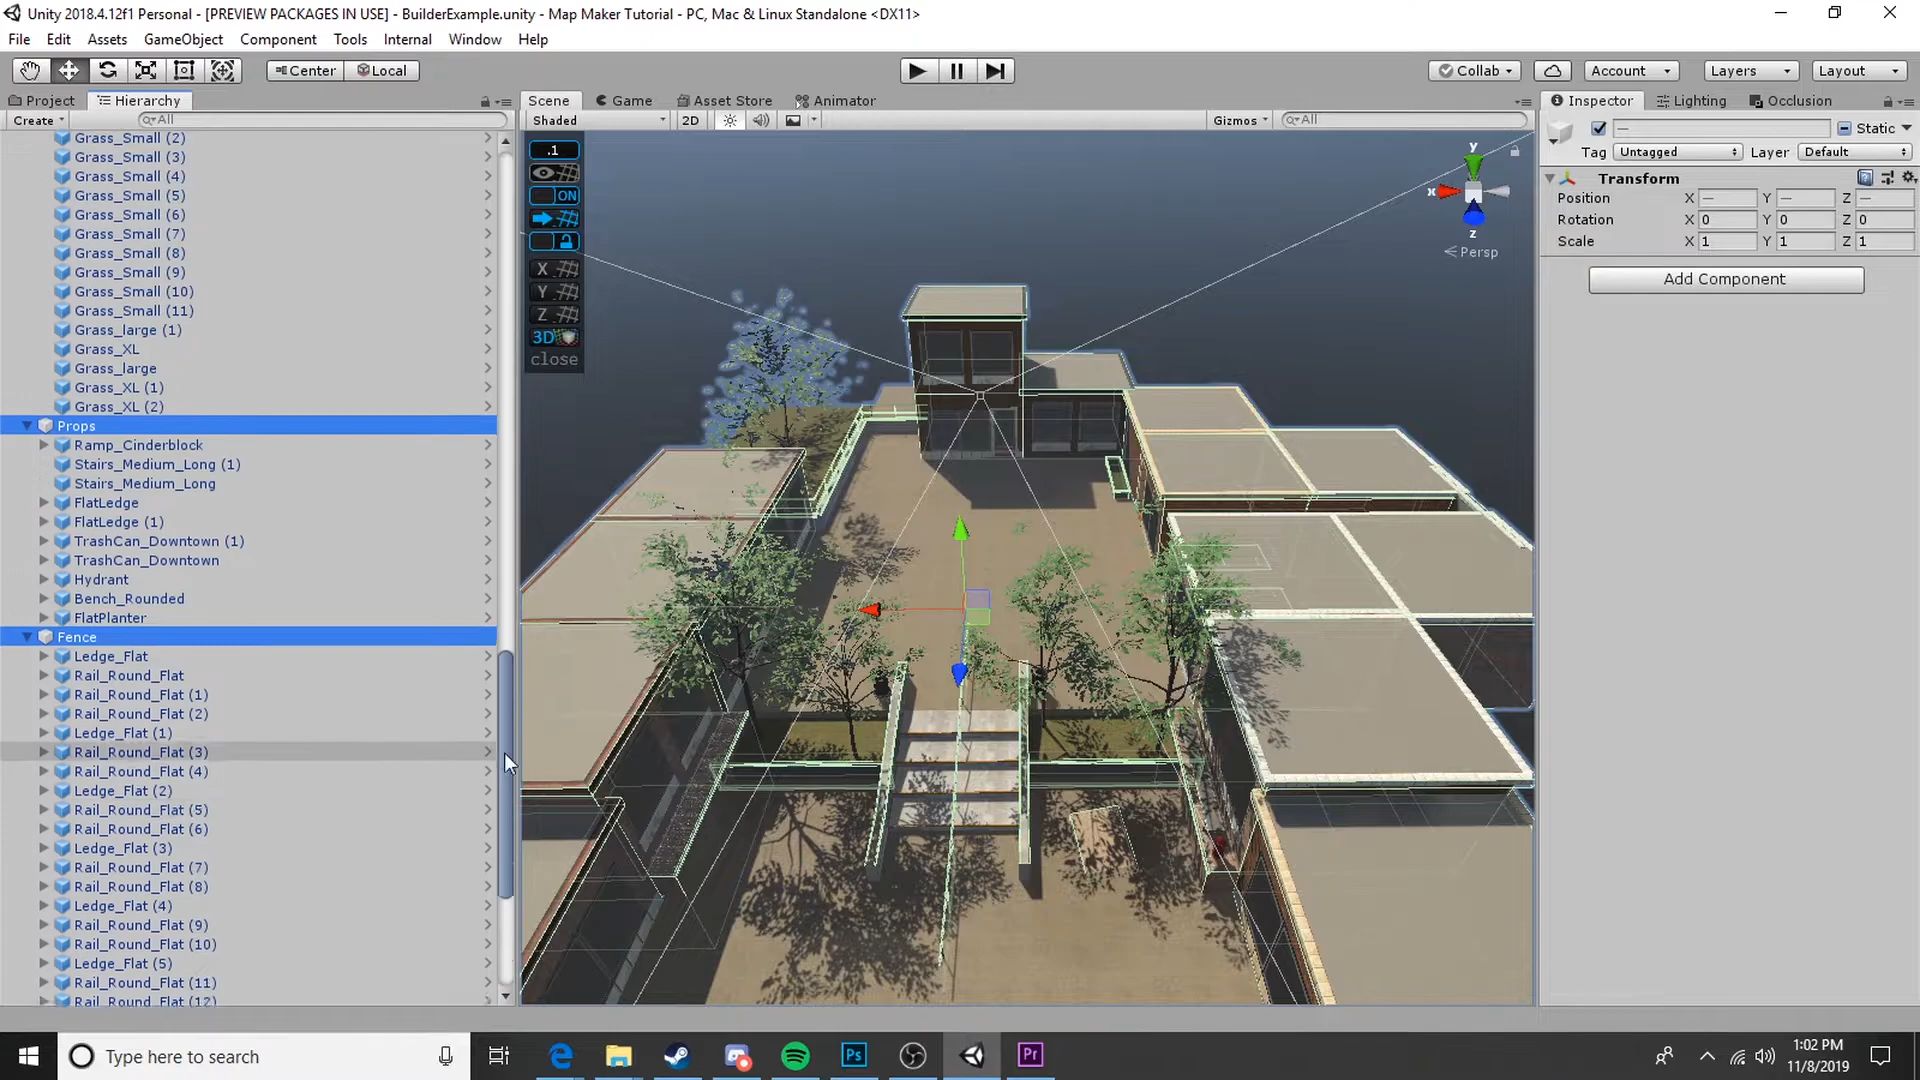 Unity 2018.4.12f1 Personal - [PREVIEW PACKAGES IN USE] - BuilderExample.unity - Map Maker Tutorial - PC, Mac & Linux Standalone <DX11>
File Edit Assets GameObject Component Tools Internal Window Help
Center Local Collab Account Layers Layout
Project Hierarchy Scene Game Asset Store Animator Inspector Lighting Occlusion
Create All Shaded 2D Gizmos All
Static
Tag Untagged Layer Default
Transform
Position X — Y — Z —
Rotation X 0 Y 0 Z 0
Scale X 1 Y 1 Z 1
Add Component
Grass_Small (2)
Grass_Small (3)
Grass_Small (4)
Grass_Small (5)
Grass_Small (6)
Grass_Small (7)
Grass_Small (8)
Grass_Small (9)
Grass_Small (10)
Grass_Small (11)
Grass_large (1)
Grass_XL
Grass_large
Grass_XL (1)
Grass_XL (2)
Props
Ramp_Cinderblock
Stairs_Medium_Long (1)
Stairs_Medium_Long
FlatLedge
FlatLedge (1)
TrashCan_Downtown (1)
TrashCan_Downtown
Hydrant
Bench_Rounded
FlatPlanter
Fence
Ledge_Flat
Rail_Round_Flat
Rail_Round_Flat (1)
Rail_Round_Flat (2)
Ledge_Flat (1)
Rail_Round_Flat (3)
Rail_Round_Flat (4)
Ledge_Flat (2)
Rail_Round_Flat (5)
Rail_Round_Flat (6)
Ledge_Flat (3)
Rail_Round_Flat (7)
Rail_Round_Flat (8)
Ledge_Flat (4)
Rail_Round_Flat (9)
Rail_Round_Flat (10)
Ledge_Flat (5)
Rail_Round_Flat (11)
Rail_Round_Flat (12)
.1
ON
X
Y
Z
3D
close
y
x
z
Persp
Type here to search
Ps
Pr
1:02 PM
11/8/2019